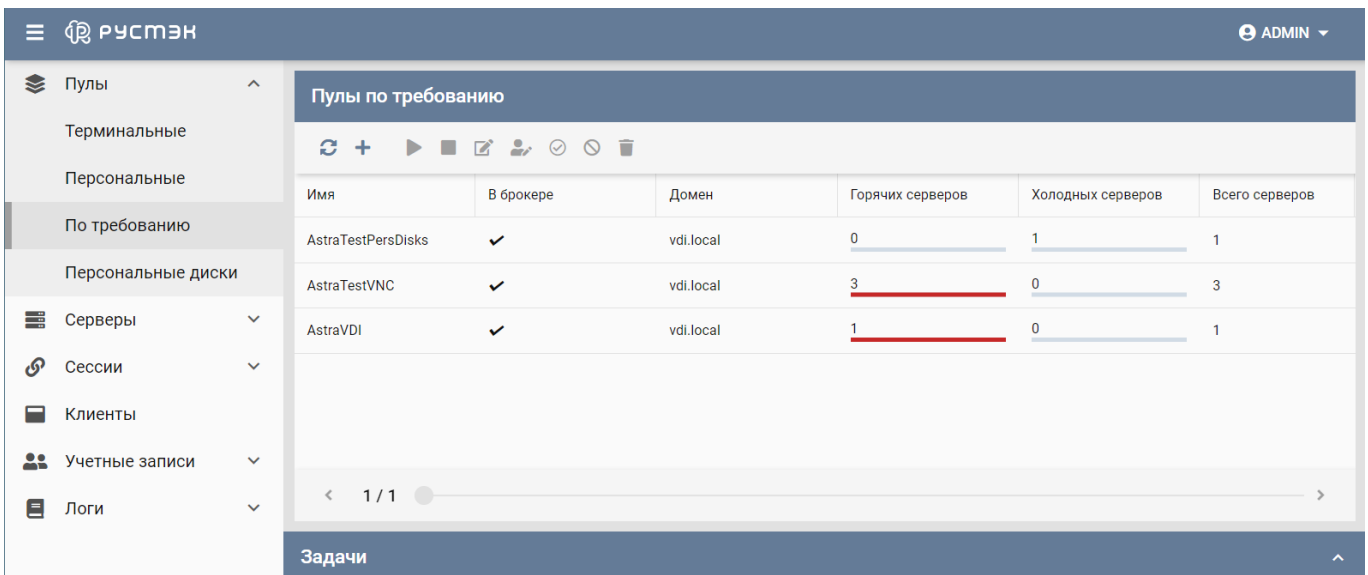 РУСТЭК
ADMIN
Пулы
Терминальные
Персональные
По требованию
Персональные диски
Серверы
Сессии
Клиенты
Учетные записи
Логи
Пулы по требованию
Имя В брокере Домен Горячих серверов Холодных серверов Всего серверов
AstraTestPersDisks vdi.local 0 1 1
AstraTestVNC vdi.local 3 0 3
AstraVDI vdi.local 1 0 1
1 / 1
Задачи